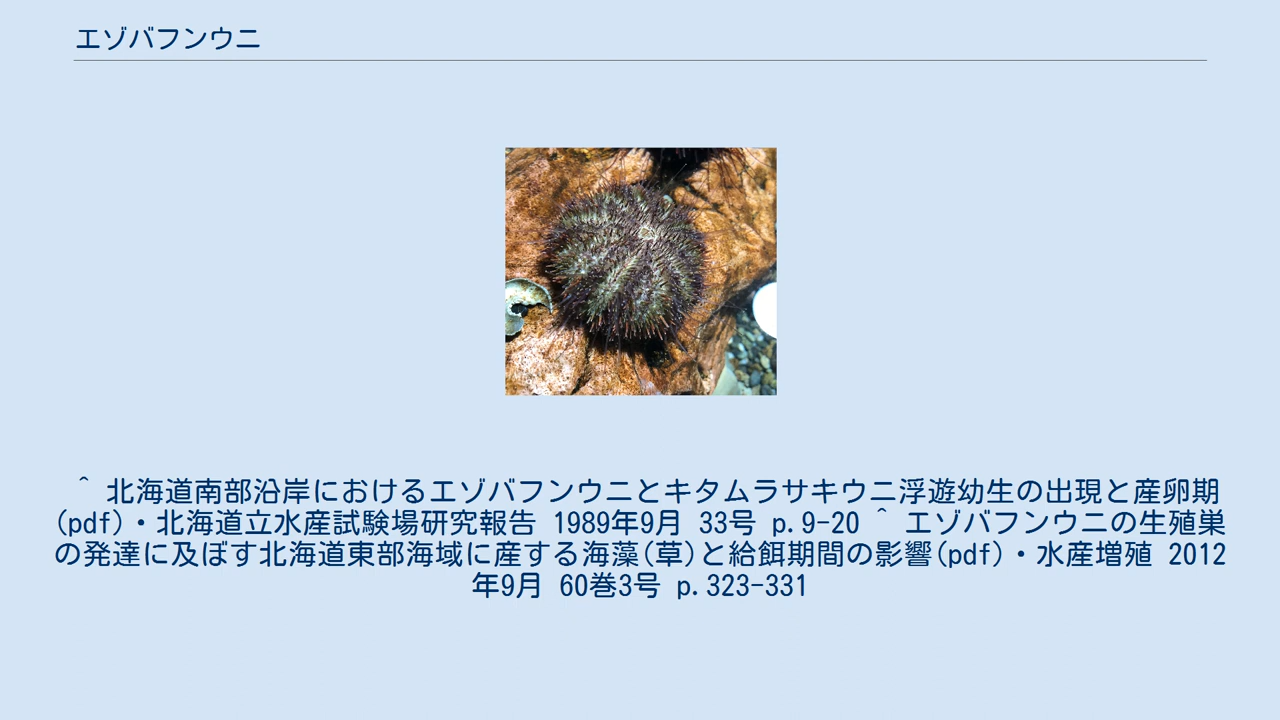 エゾバフンウニ
^ 北海道南部沿岸におけるエゾバフンウニとキタムラサキウニ浮遊幼生の出現と産卵期
(pdf)・北海道立水産試験場研究報告 1989年9月 33号 p.9-20 ^ エゾバフンウニの生殖巣
の発達に及ぼす北海道東部海域に産する海藻(草)と給餌期間の影響(pdf)・水産増殖 2012
年9月 60巻3号 p.323-331